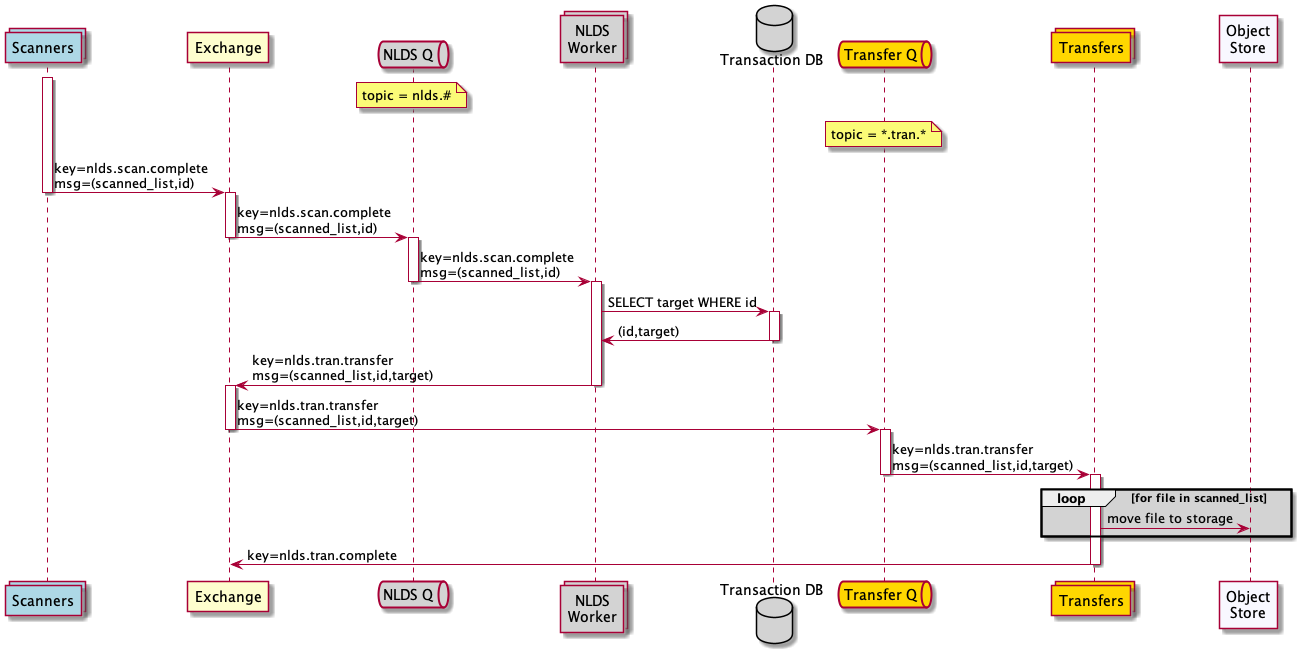 Scanners
Exchange
NLDS Q
NLDS
Worker
Transaction DB
Transfer Q
Transfers
Object
Store
topic = nlds.#
topic = *.tran.*
key=nlds.scan.complete
msg=(scanned_list,id)
key=nlds.scan.complete
msg=(scanned_list,id)
key=nlds.scan.complete
msg=(scanned_list,id)
SELECT target WHERE id
(id,target)
key=nlds.tran.transfer
msg=(scanned_list,id,target)
key=nlds.tran.transfer
msg=(scanned_list,id,target)
key=nlds.tran.transfer
msg=(scanned_list,id,target)
loop [for file in scanned_list]
move file to storage
key=nlds.tran.complete
Scanners
Exchange
NLDS Q
NLDS
Worker
Transaction DB
Transfer Q
Transfers
Object
Store